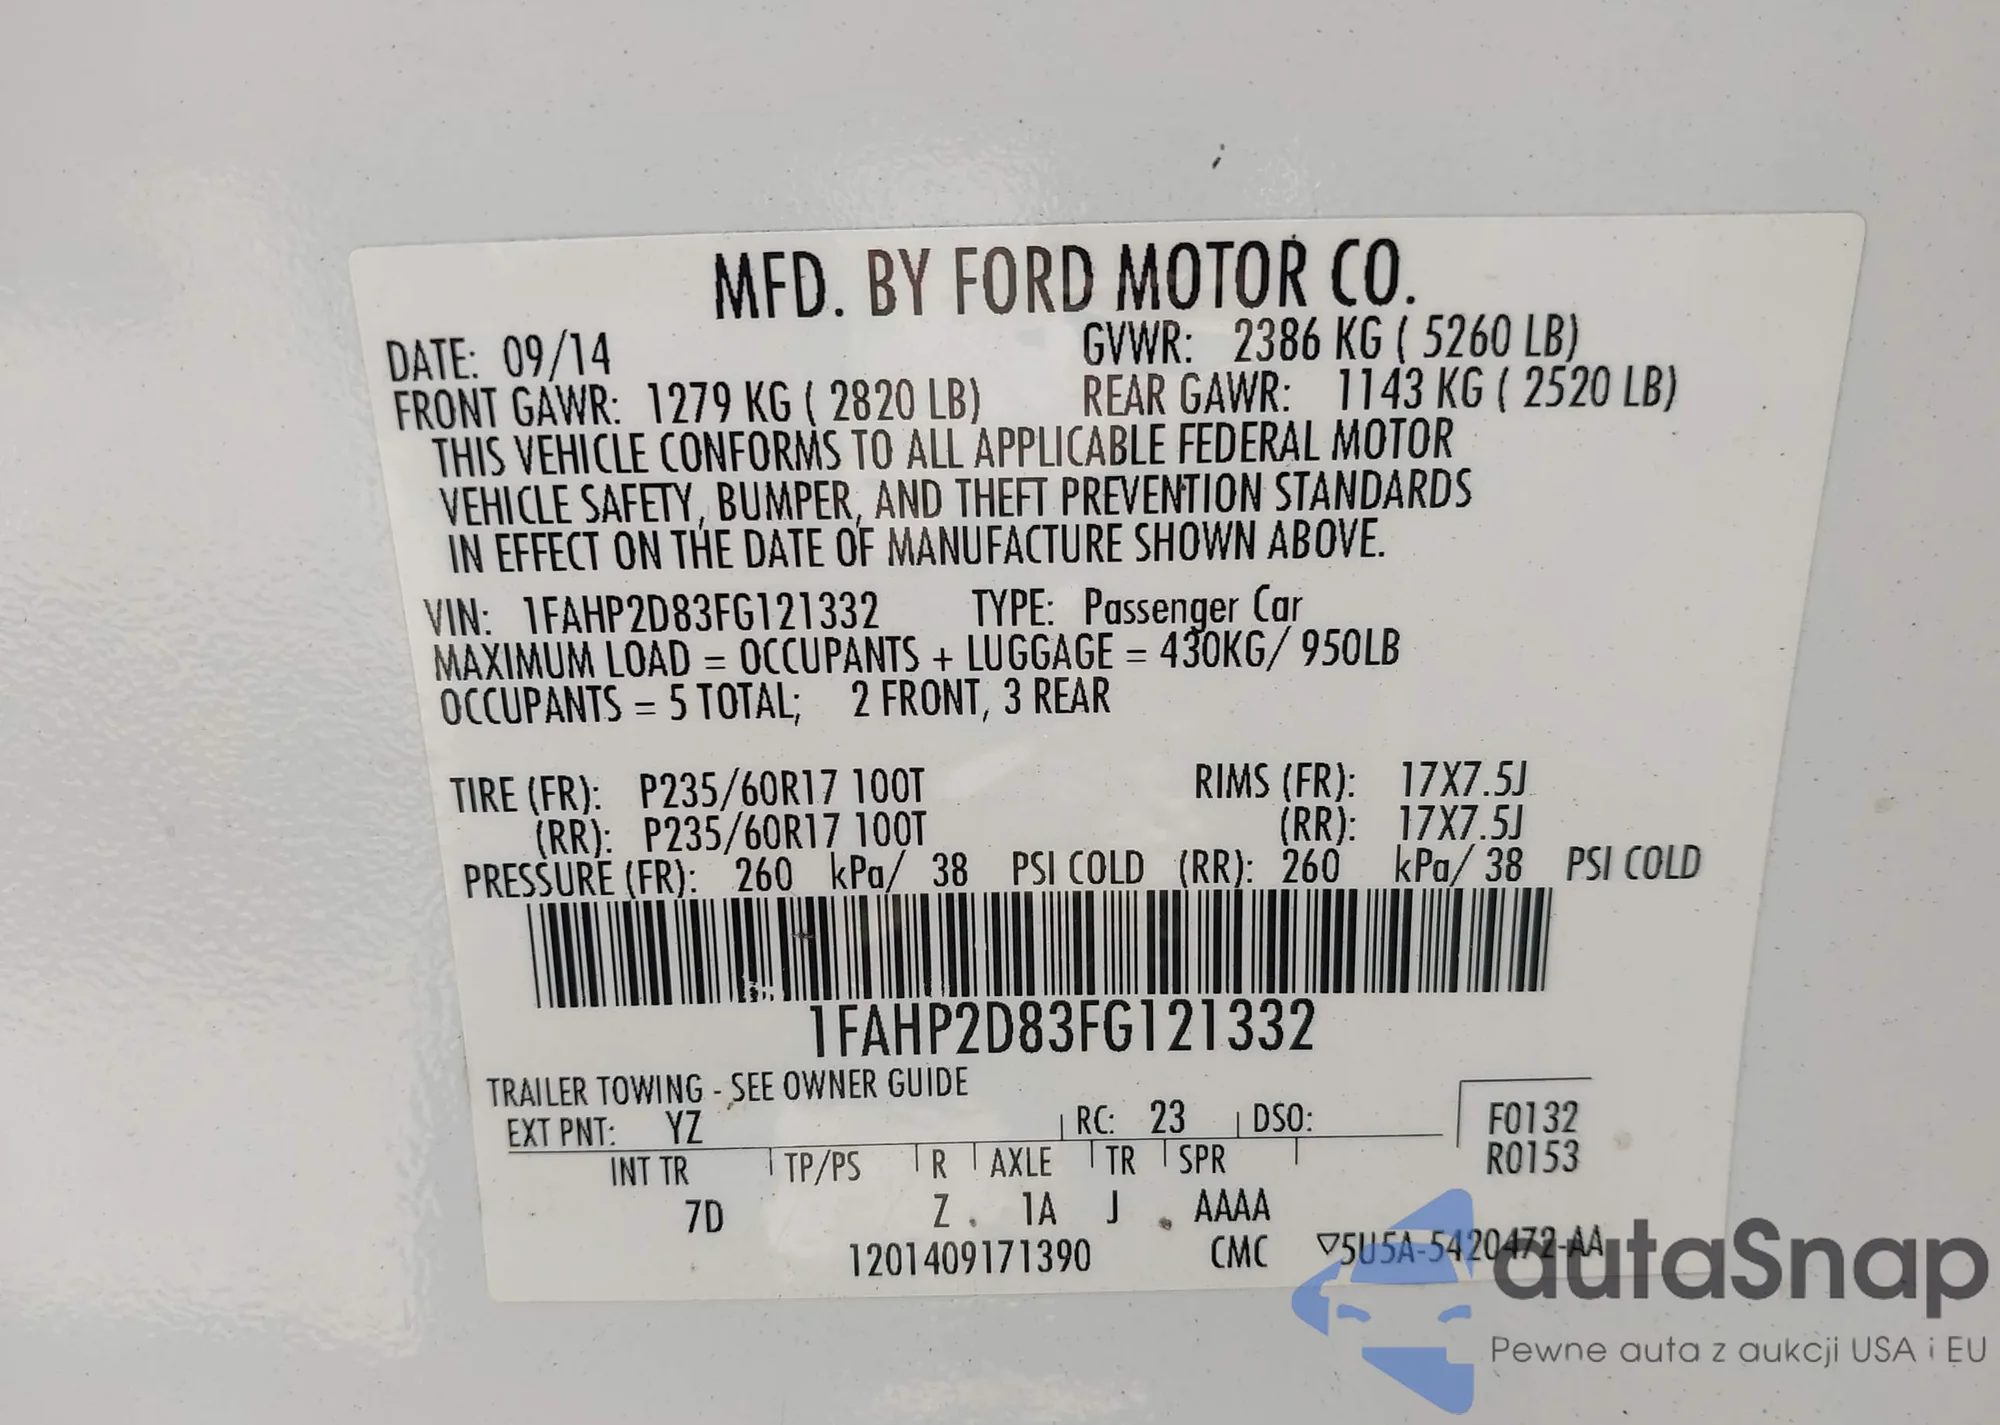 MFD. BY FORD MOTOR CO.
DATE: 09/14 GVWR: 2386 KG ( 5260 LB)
FRONT GAWR: 1279 KG ( 2820 LB) REAR GAWR: 1143 KG ( 2520 LB)
THIS VEHICLE CONFORMS TO ALL APPLICABLE FEDERAL MOTOR
VEHICLE SAFETY, BUMPER, AND THEFT PREVENTION STANDARDS
IN EFFECT ON THE DATE OF MANUFACTURE SHOWN ABOVE.
VIN: 1FAHP2D83FG121332 TYPE: Passenger Car
MAXIMUM LOAD = OCCUPANTS + LUGGAGE = 430KG/ 950LB
OCCUPANTS = 5 TOTAL; 2 FRONT, 3 REAR
TIRE (FR): P235/60R17 100T RIMS (FR): 17X7.5J
(RR): P235/60R17 100T (RR): 17X7.5J
PRESSURE (FR): 260 kPa/ 38 PSI COLD (RR): 260 kPa/ 38 PSI COLD
1FAHP2D83FG121332
TRAILER TOWING - SEE OWNER GUIDE
EXT PNT: YZ RC: 23 DSO: F0132
R0153
INT TR TP/PS R AXLE TR SPR
7D Z 1A J AAAA
1201409171390 CMC ▽5U5A-5420472-AA
autaSnap
Pewne auta z aukcji USA i EU